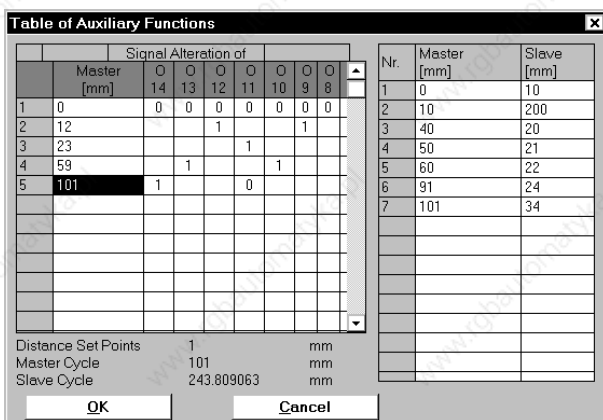 Table of Auxiliary Functions
Signal Alteration of
Master [mm] O 14 O 13 O 12 O 11 O 10 O 9 O 8
1 0 0 0 0 0 0 0 0
2 12 1 1
3 23 1
4 59 1 1
5 101 1 0
Distance Set Points 1 mm
Master Cycle 101 mm
Slave Cycle 243.809063 mm
OK Cancel
Nr. Master [mm] Slave [mm]
1 0 10
2 10 200
3 40 20
4 50 21
5 60 22
6 91 24
7 101 34
www.rgbautomatyka.pl